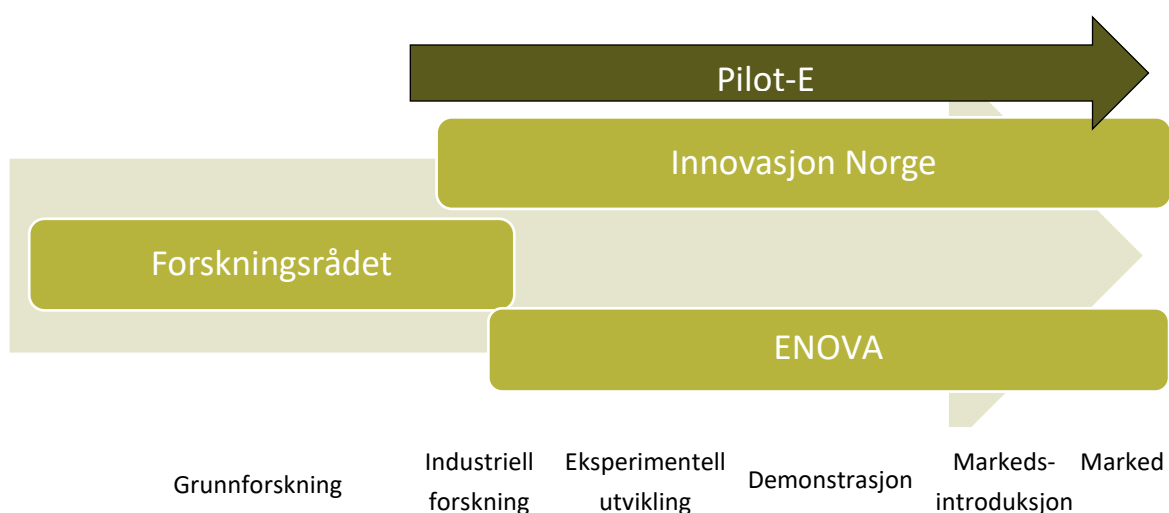 Pilot-E
Innovasjon Norge
Forskningsrådet
ENOVA
Grunnforskning
Industriell
forskning
Eksperimentell
utvikling
Demonstrasjon
Markeds-
introduksjon
Marked